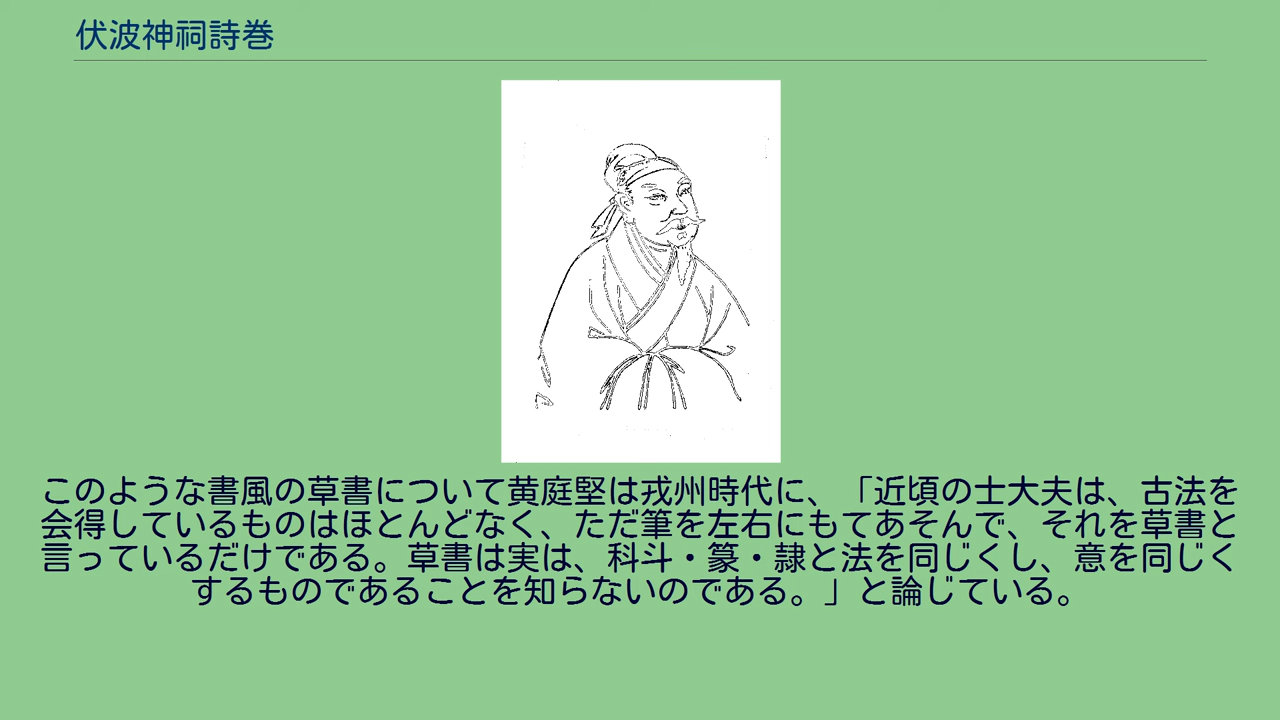 伏波神祠詩巻
このような書風の草書について黄庭堅は戎州時代に、「近頃の士大夫は、古法を
会得しているものはほとんどなく、ただ筆を左右にもてあそんで、それを草書と
言っているだけである。草書は実は、科斗・篆・隷と法を同じくし、意を同じく
するものであることを知らないのである。」と論じている。